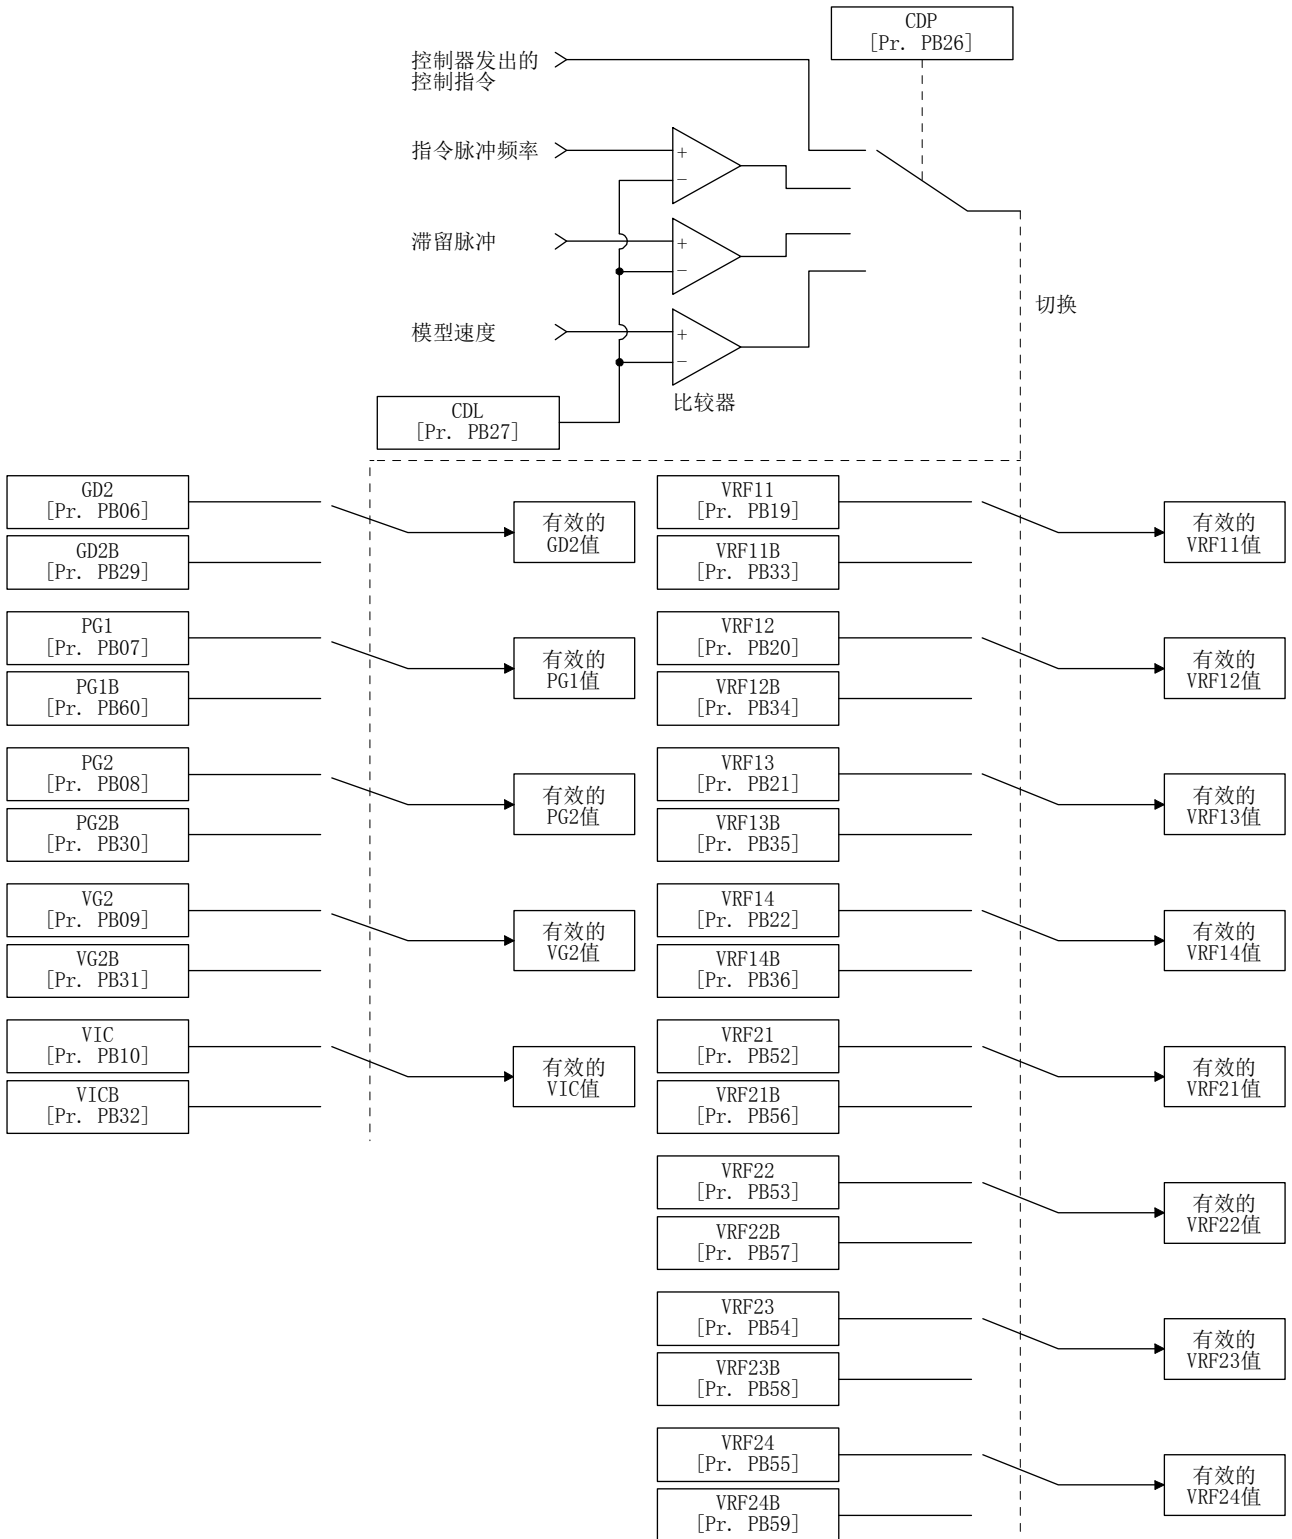 CDP
[Pr. PB26]
控制器发出的
控制指令
指令脉冲频率
+
−
滞留脉冲
+
−
切换
模型速度
+
−
比较器
CDL
[Pr. PB27]
GD2
[Pr. PB06]
GD2B
[Pr. PB29]
有效的
GD2值
PG1
[Pr. PB07]
PG1B
[Pr. PB60]
有效的
PG1值
PG2
[Pr. PB08]
PG2B
[Pr. PB30]
有效的
PG2值
VG2
[Pr. PB09]
VG2B
[Pr. PB31]
有效的
VG2值
VIC
[Pr. PB10]
VICB
[Pr. PB32]
有效的
VIC值
VRF11
[Pr. PB19]
VRF11B
[Pr. PB33]
有效的
VRF11值
VRF12
[Pr. PB20]
VRF12B
[Pr. PB34]
有效的
VRF12值
VRF13
[Pr. PB21]
VRF13B
[Pr. PB35]
有效的
VRF13值
VRF14
[Pr. PB22]
VRF14B
[Pr. PB36]
有效的
VRF14值
VRF21
[Pr. PB52]
VRF21B
[Pr. PB56]
有效的
VRF21值
VRF22
[Pr. PB53]
VRF22B
[Pr. PB57]
有效的
VRF22值
VRF23
[Pr. PB54]
VRF23B
[Pr. PB58]
有效的
VRF23值
VRF24
[Pr. PB55]
VRF24B
[Pr. PB59]
有效的
VRF24值